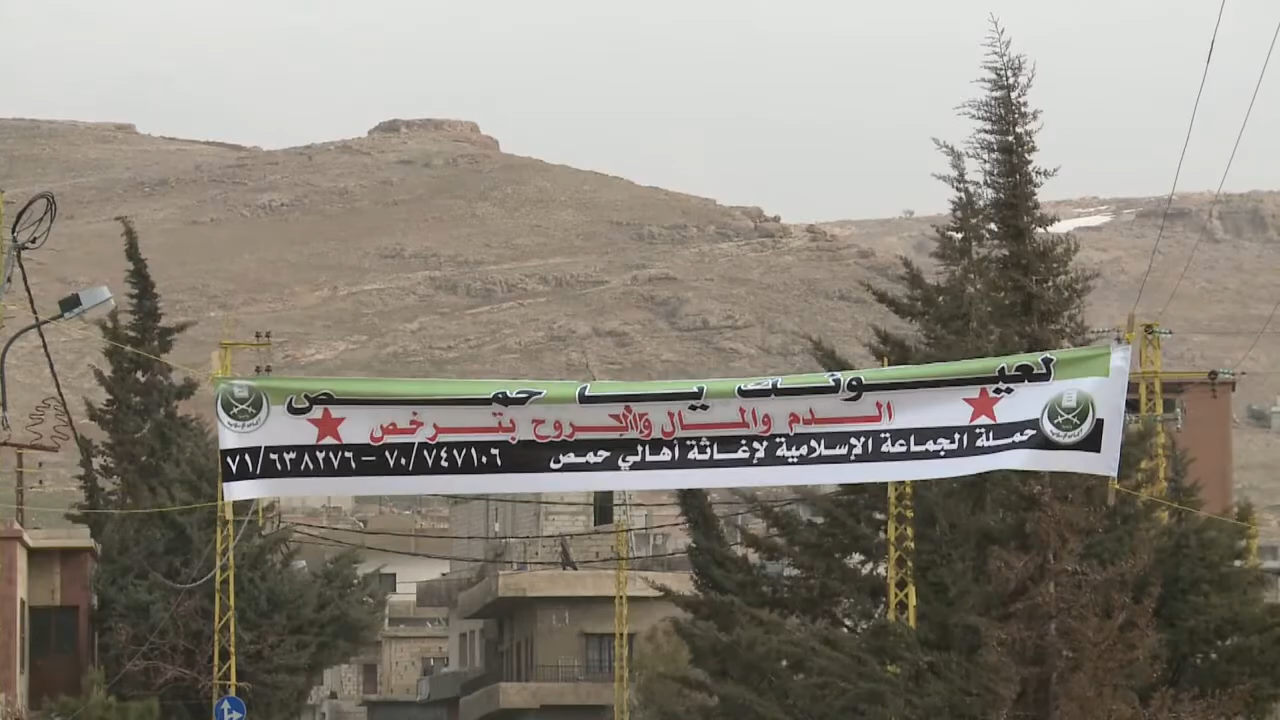 لعيونك يا حمص
الدم والمال والروح بترخص
حملة الجماعة الإسلامية لإغاثة أهالي حمص ٧٠/٧٤٧١٠٦ - ٧١/٦٣٨٢٧٦